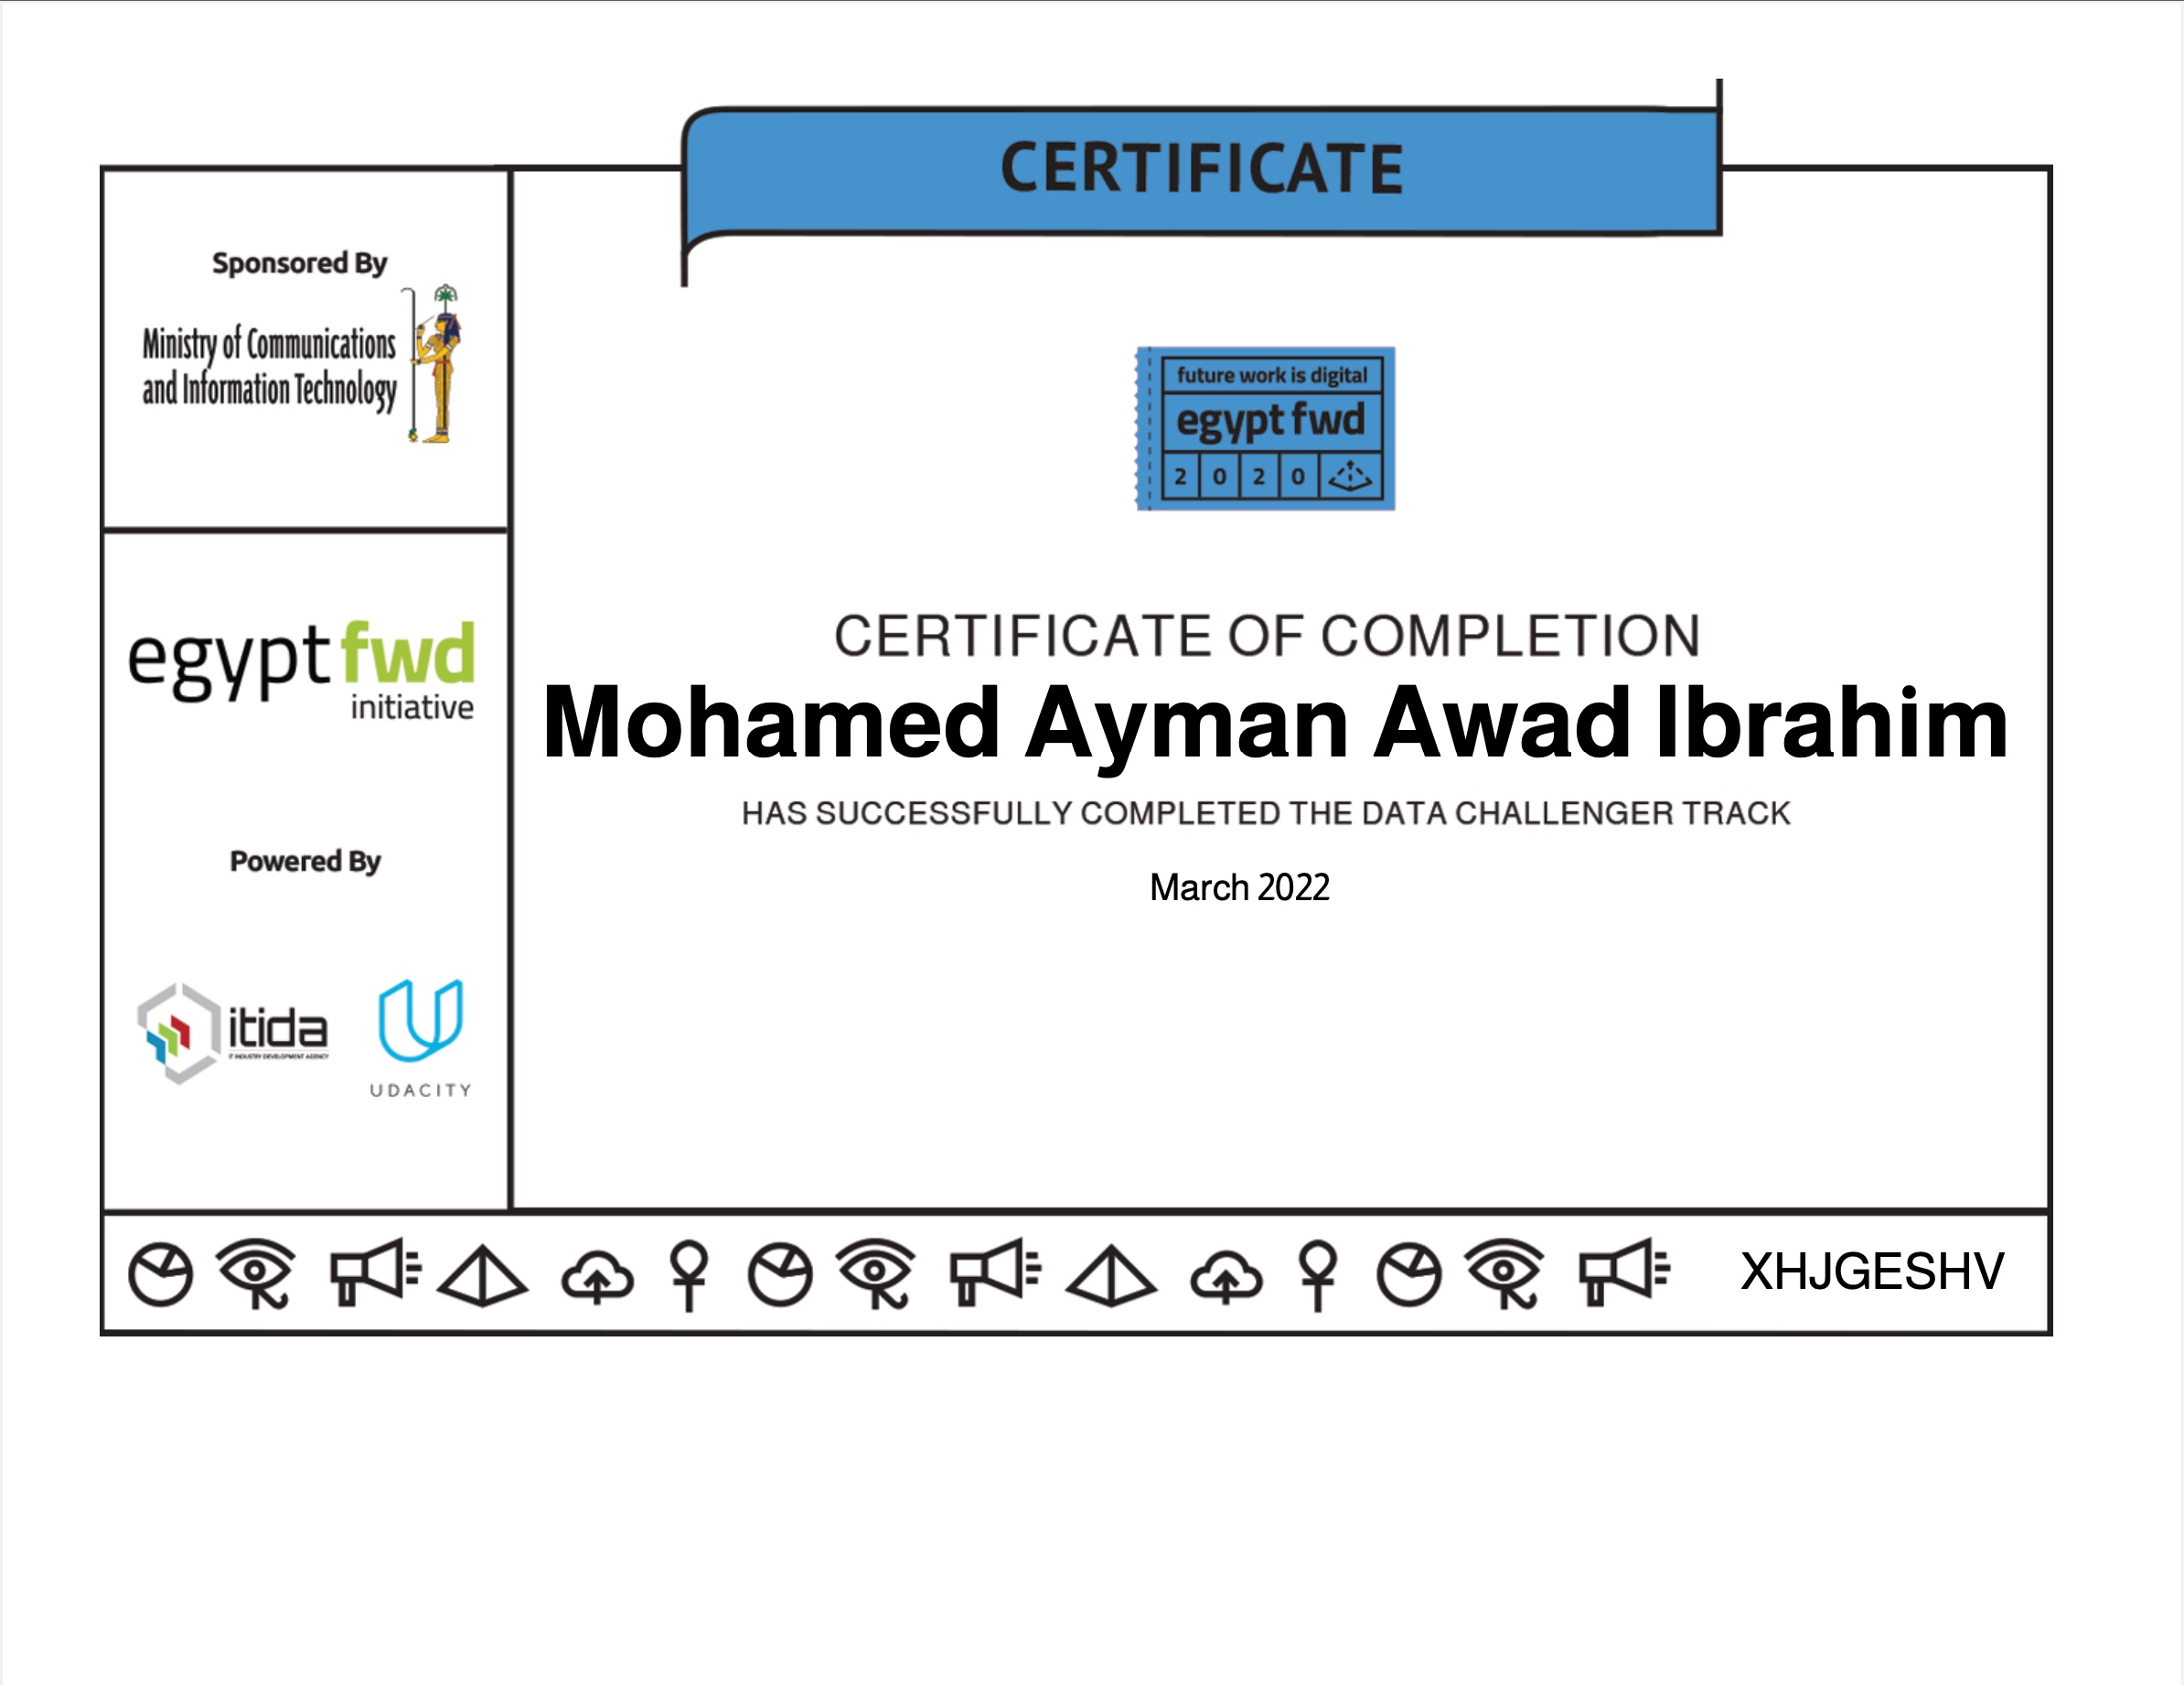 CERTIFICATE
Sponsored By
Ministry of Communications
and Information Technology
egypt fwd
initiative
Powered By
itida
IT INDUSTRY DEVELOPMENT AGENCY
UDACITY
future work is digital
egypt fwd
2 0 2 0
CERTIFICATE OF COMPLETION
Mohamed Ayman Awad Ibrahim
HAS SUCCESSFULLY COMPLETED THE DATA CHALLENGER TRACK
March 2022
XHJGESHV